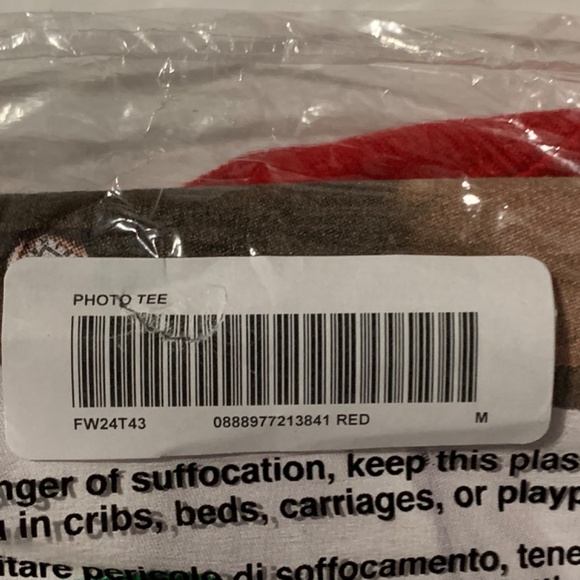 PHOTO TEE
FW24T43 0888977213841 RED M
nger of suffocation, keep this plas
in cribs, beds, carriages, or playp
itare pericolo di soffocamento, tene